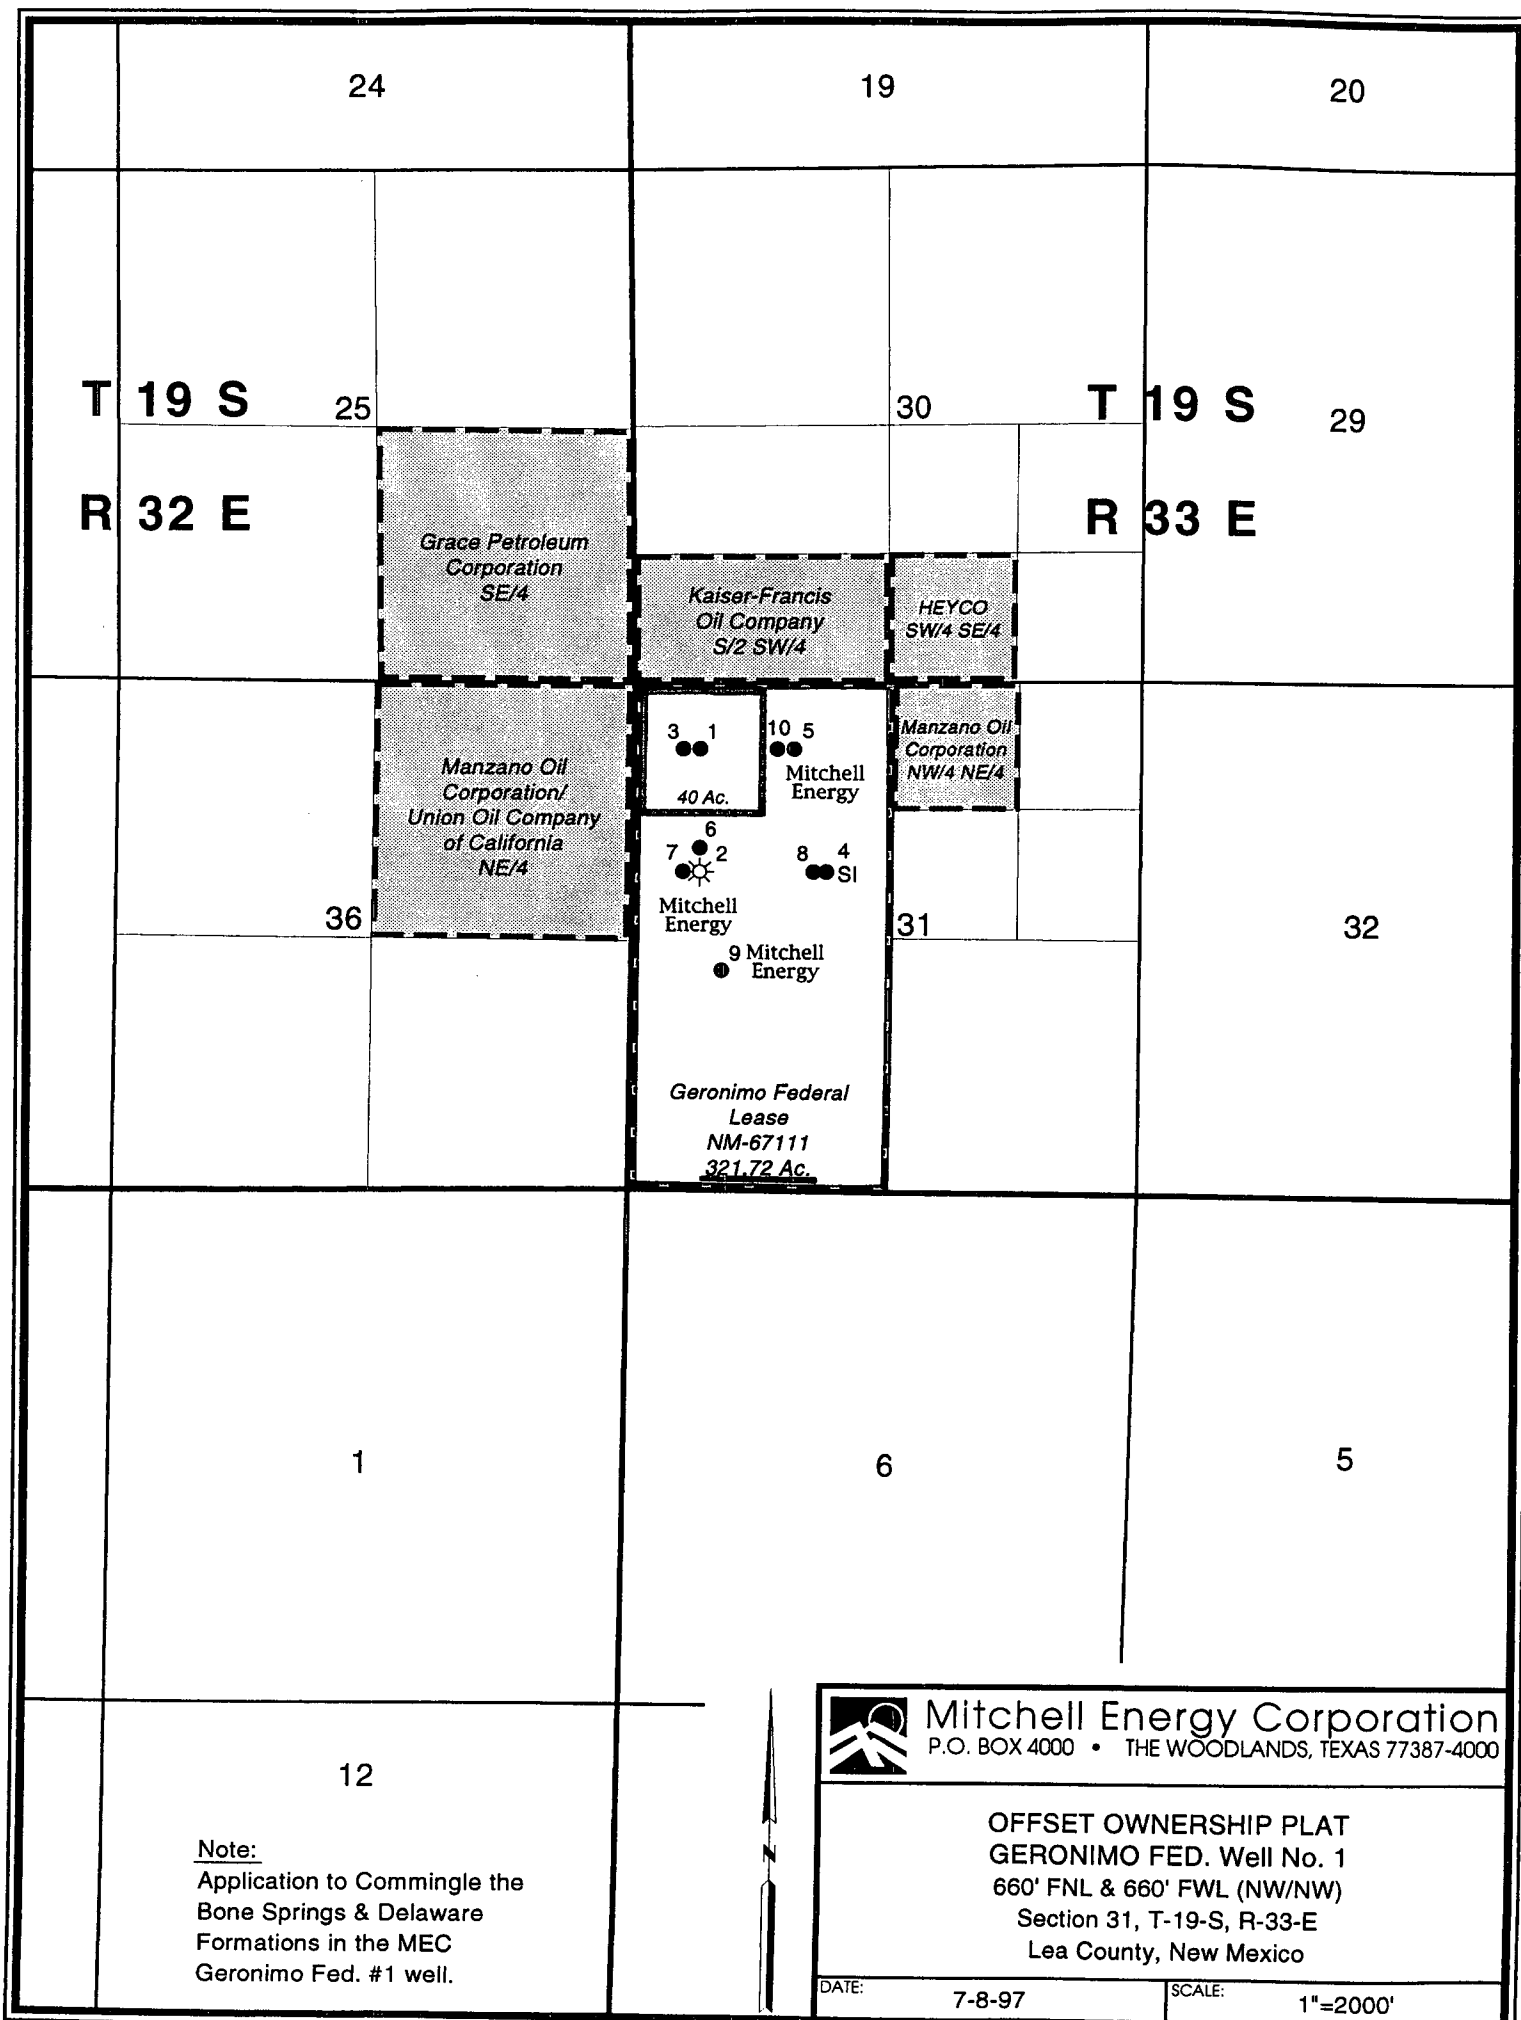 24
19
20
T 19 S
25
30
T 19 S
29
R 32 E
R 33 E
Grace Petroleum
Corporation
SE/4
Kaiser-Francis
Oil Company
S/2 SW/4
HEYCO
SW/4 SE/4
3 1
10 5
Manzano Oil
Corporation
NW/4 NE/4
Mitchell
Energy
40 Ac.
Manzano Oil
Corporation/
Union Oil Company
of California
NE/4
6
7 2
8 4
SI
Mitchell
Energy
36
31
32
9 Mitchell
Energy
Geronimo Federal
Lease
NM-67111
321.72 Ac.
1
6
5
12
Note:
Application to Commingle the
Bone Springs & Delaware
Formations in the MEC
Geronimo Fed. #1 well.
N
Mitchell Energy Corporation
P.O. BOX 4000 • THE WOODLANDS, TEXAS 77387-4000
OFFSET OWNERSHIP PLAT
GERONIMO FED. Well No. 1
660' FNL & 660' FWL (NW/NW)
Section 31, T-19-S, R-33-E
Lea County, New Mexico
DATE: 7-8-97
SCALE: 1"=2000'